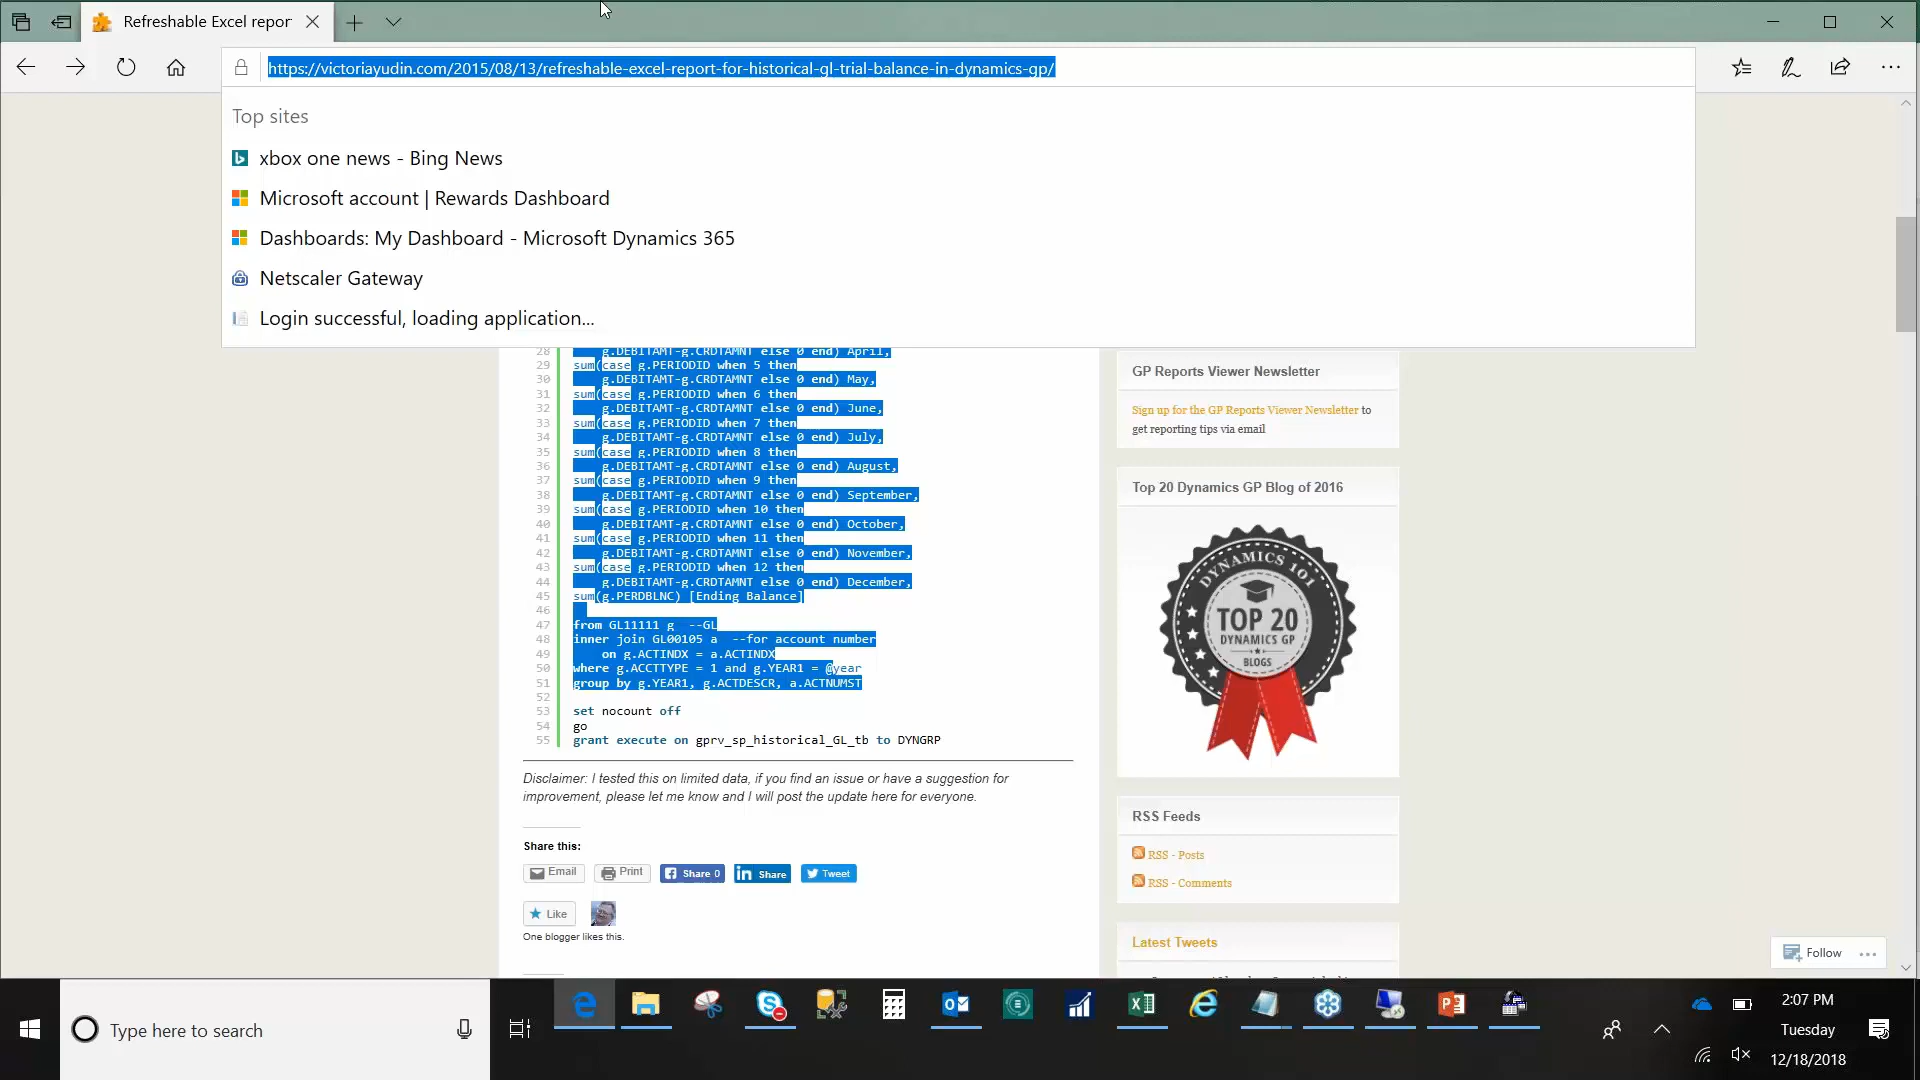 Refreshable Excel repor
https://victoriayudin.com/2015/08/13/refreshable-excel-report-for-historical-gl-trial-balance-in-dynamics-gp/
Top sites
xbox one news - Bing News
Microsoft account | Rewards Dashboard
Dashboards: My Dashboard - Microsoft Dynamics 365
Netscaler Gateway
Login successful, loading application...
28 g.DEBITAMT-g.CRDTAMNT else 0 end) April,
29 sum(case g.PERIODID when 5 then
30 g.DEBITAMT-g.CRDTAMNT else 0 end) May,
31 sum(case g.PERIODID when 6 then
32 g.DEBITAMT-g.CRDTAMNT else 0 end) June,
33 sum(case g.PERIODID when 7 then
34 g.DEBITAMT-g.CRDTAMNT else 0 end) July,
35 sum(case g.PERIODID when 8 then
36 g.DEBITAMT-g.CRDTAMNT else 0 end) August,
37 sum(case g.PERIODID when 9 then
38 g.DEBITAMT-g.CRDTAMNT else 0 end) September,
39 sum(case g.PERIODID when 10 then
40 g.DEBITAMT-g.CRDTAMNT else 0 end) October,
41 sum(case g.PERIODID when 11 then
42 g.DEBITAMT-g.CRDTAMNT else 0 end) November,
43 sum(case g.PERIODID when 12 then
44 g.DEBITAMT-g.CRDTAMNT else 0 end) December,
45 sum(g.PERDBLNC) [Ending Balance]
46
47 from GL11111 g --GL
48 inner join GL00105 a --for account number
49 on g.ACTINDX = a.ACTINDX
50 where g.ACCTTYPE = 1 and g.YEAR1 = @year
51 group by g.YEAR1, g.ACTDESCR, a.ACTNUMST
52
53 set nocount off
54 go
55 grant execute on gprv_sp_historical_GL_tb to DYNGRP
Disclaimer: I tested this on limited data, if you find an issue or have a suggestion for
improvement, please let me know and I will post the update here for everyone.
Share this:
Email
Print
Share 0
Share
Tweet
Like
One blogger likes this.
GP Reports Viewer Newsletter
Sign up for the GP Reports Viewer Newsletter to
get reporting tips via email
Top 20 Dynamics GP Blog of 2016
DYNAMICS 101
TOP 20
DYNAMICS GP
BLOGS
RSS Feeds
RSS - Posts
RSS - Comments
Latest Tweets
Follow
Type here to search
2:07 PM
Tuesday
12/18/2018